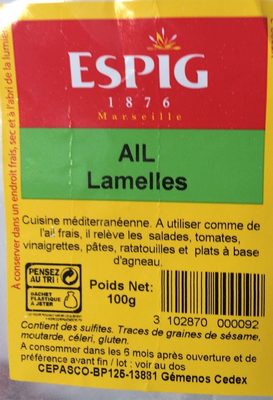 ESPIG
1876
Marseille
AIL
Lamelles
A conserver dans un endroit frais, sec et à l'abri de la lumiè
Cuisine méditerranéenne. A utiliser comme de
l'ail frais, il relève les salades, tomates,
vinaigrettes, pâtes, ratatouilles et plats à base
d'agneau.
PENSEZ
AU TRI !
SACHET
PLASTIQUE
À JETER
Poids Net:
100g
3 102870 000092
Contient des sulfites. Traces de graines de sésame,
moutarde, céleri, gluten.
A consommer dans les 6 mois après ouverture et de
préférence avant fin / lot : voir au dos
CEPASCO-BP125-13881 Gémenos Cedex